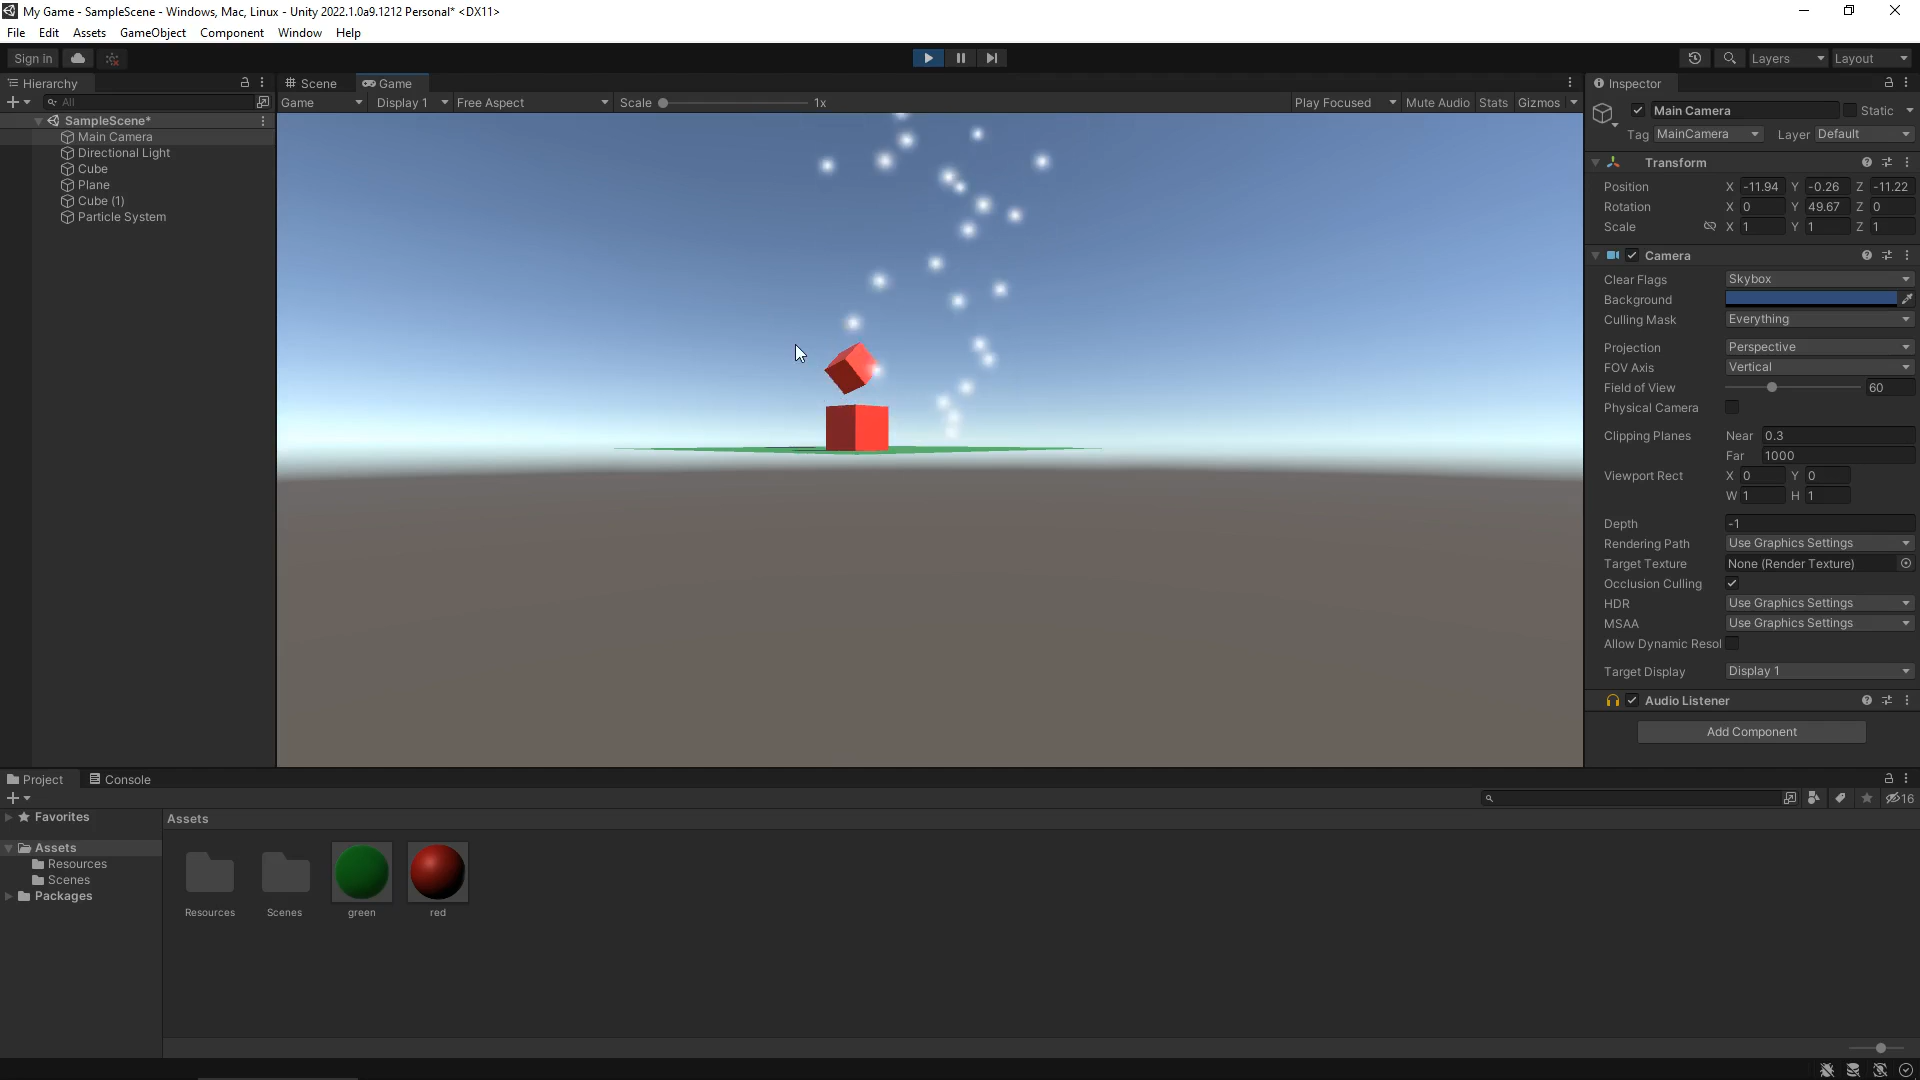 My Game - SampleScene - Windows, Mac, Linux - Unity 2022.1.0a9.1212 Personal* <DX11>
File Edit Assets GameObject Component Window Help
Sign in
Layers Layout
Hierarchy
All
SampleScene*
Main Camera
Directional Light
Cube
Plane
Cube (1)
Particle System
Scene Game
Game Display 1 Free Aspect Scale 1x Play Focused Mute Audio Stats Gizmos
Inspector
Main Camera Static
Tag MainCamera Layer Default
Transform
Position X -11.94 Y -0.26 Z -11.22
Rotation X 0 Y 49.67 Z 0
Scale X 1 Y 1 Z 1
Camera
Clear Flags Skybox
Background
Culling Mask Everything
Projection Perspective
FOV Axis Vertical
Field of View 60
Physical Camera
Clipping Planes Near 0.3
Far 1000
Viewport Rect X 0 Y 0
W 1 H 1
Depth -1
Rendering Path Use Graphics Settings
Target Texture None (Render Texture)
Occlusion Culling
HDR Use Graphics Settings
MSAA Use Graphics Settings
Allow Dynamic Resol
Target Display Display 1
Audio Listener
Add Component
Project Console
16
Favorites
Assets
Resources
Scenes
Packages
Assets
Resources Scenes green red